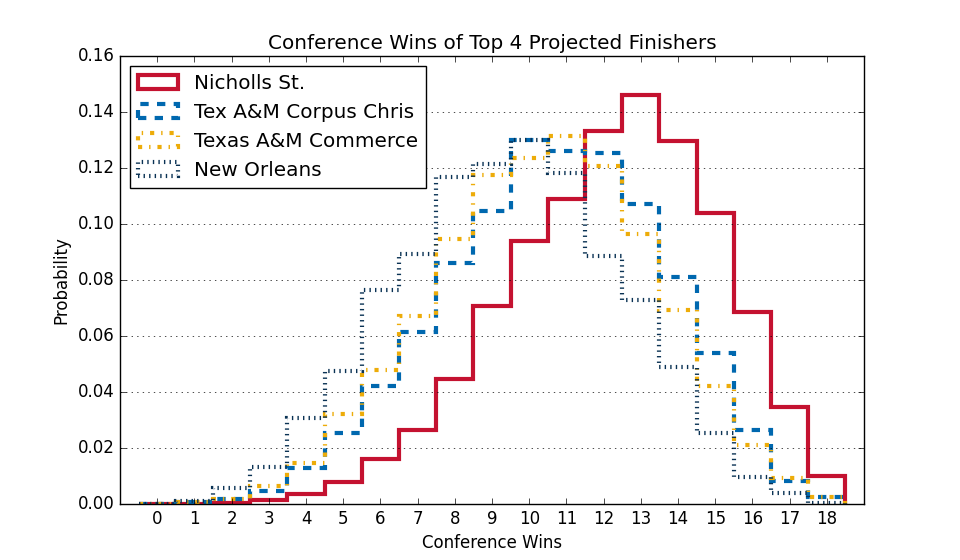 Conference Wins of Top 4 Projected Finishers
Nicholls St.
Tex A&M Corpus Chris
Texas A&M Commerce
New Orleans
Probability
0.16
0.14
0.12
0.10
0.08
0.06
0.04
0.02
0.00
0 1 2 3 4 5 6 7 8 9 10 11 12 13 14 15 16 17 18
Conference Wins